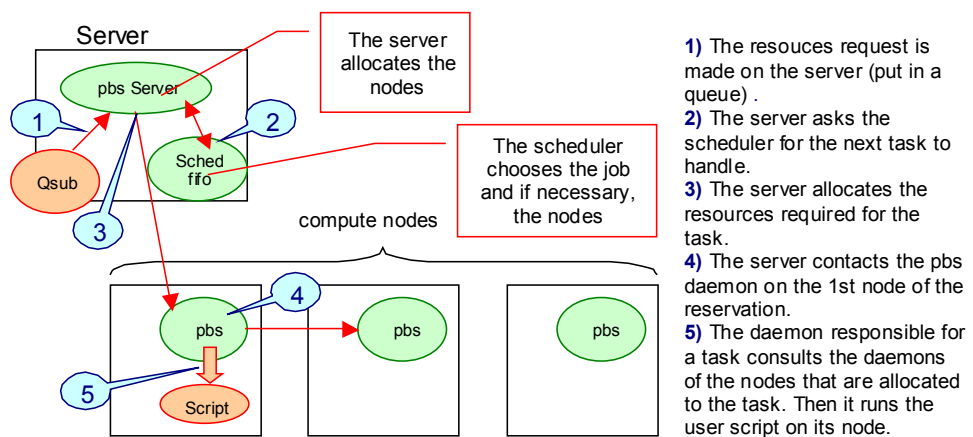 Server
pbs Server
1
2
Qsub
Sched
fifo
3
The server
allocates the
nodes
The scheduler
chooses the job
and if necessary,
the nodes
compute nodes
pbs
4
pbs
pbs
5
Script
1) The resouces request is
made on the server (put in a
queue) .
2) The server asks the
scheduler for the next task to
handle.
3) The server allocates the
resources required for the
task.
4) The server contacts the pbs
daemon on the 1st node of the
reservation.
5) The daemon responsible for
a task consults the daemons
of the nodes that are allocated
to the task. Then it runs the
user script on its node.